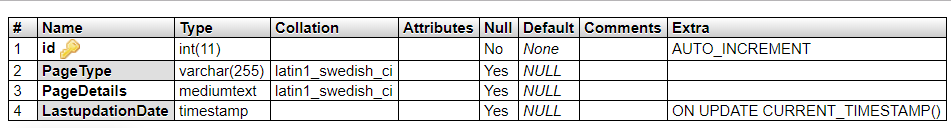 # Name Type Collation Attributes Null Default Comments Extra
1 id int(11) No None AUTO_INCREMENT
2 PageType varchar(255) latin1_swedish_ci Yes NULL
3 PageDetails mediumtext latin1_swedish_ci Yes NULL
4 LastupdationDate timestamp Yes NULL ON UPDATE CURRENT_TIMESTAMP()